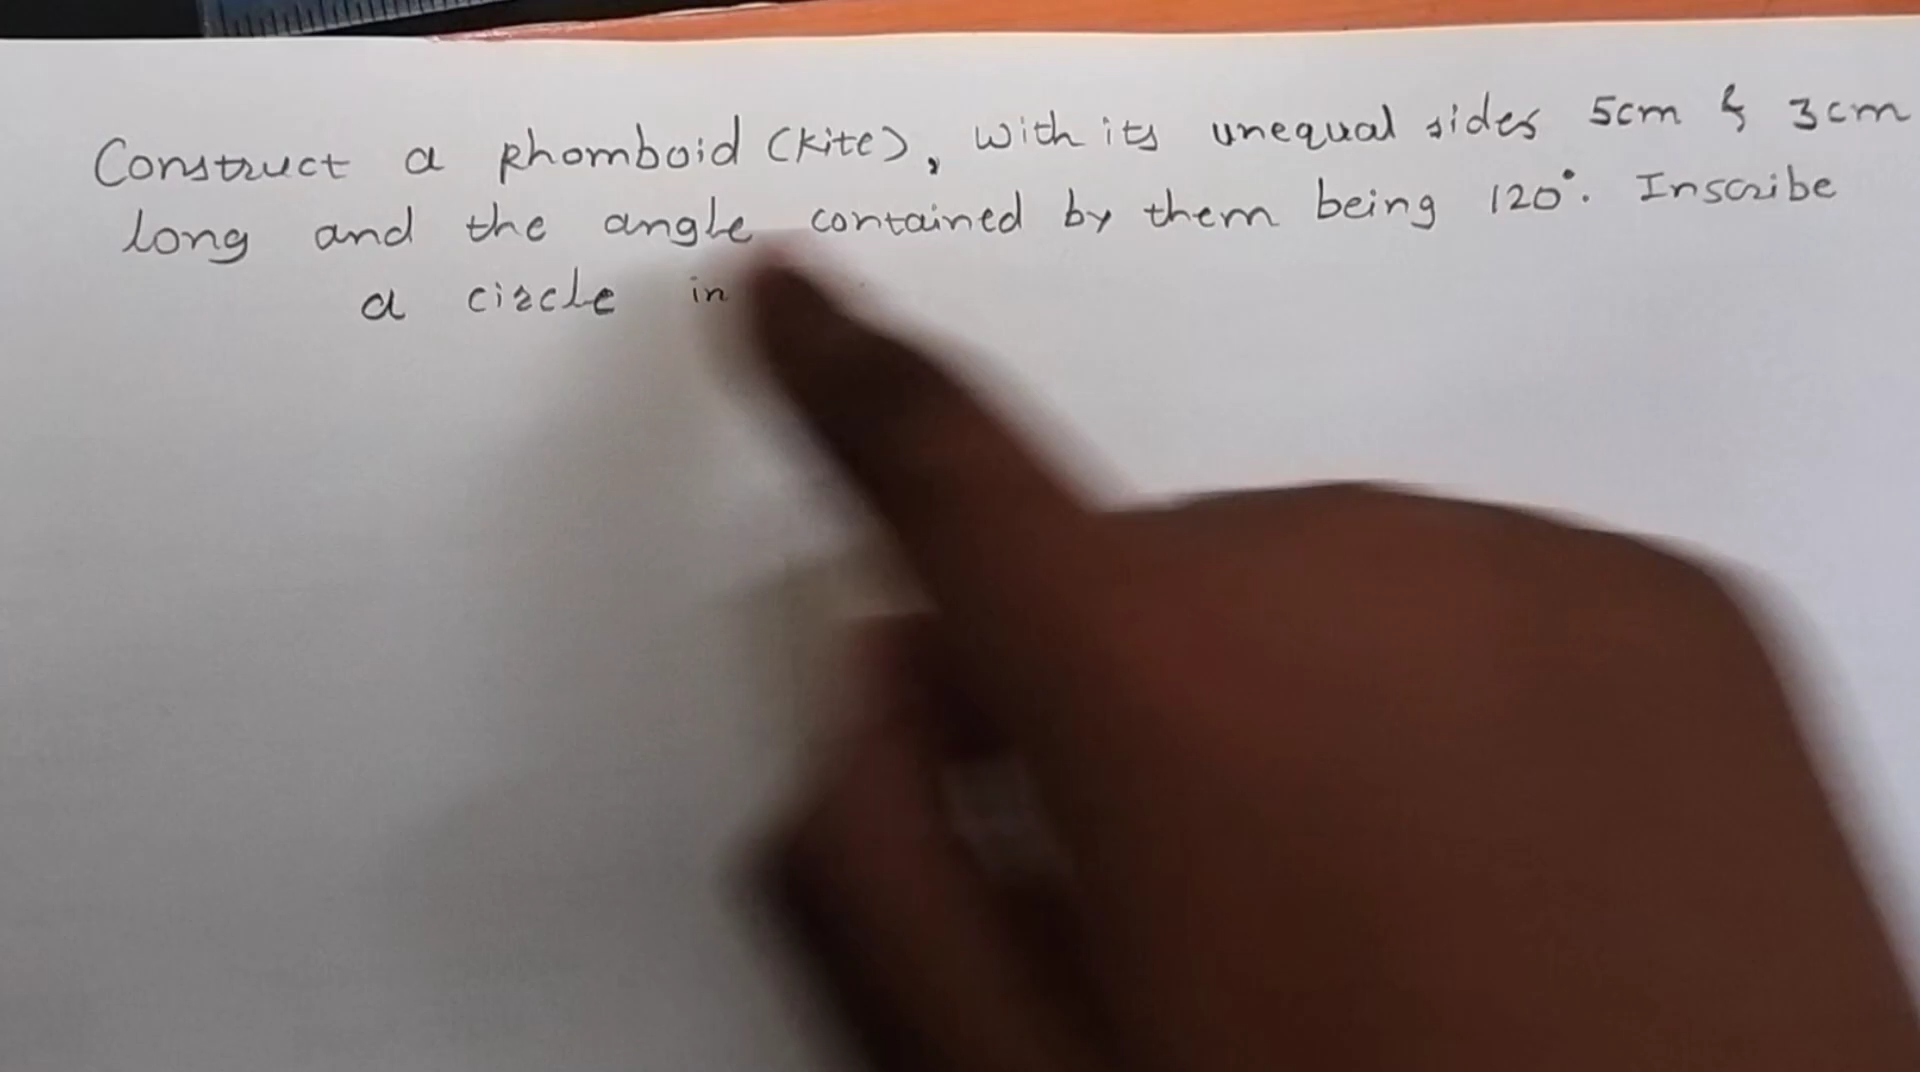 Construct a Rhomboid (kite), with its unequal sides 5cm & 3cm
long and the angle contained by them being 120°. Inscribe
a circle in